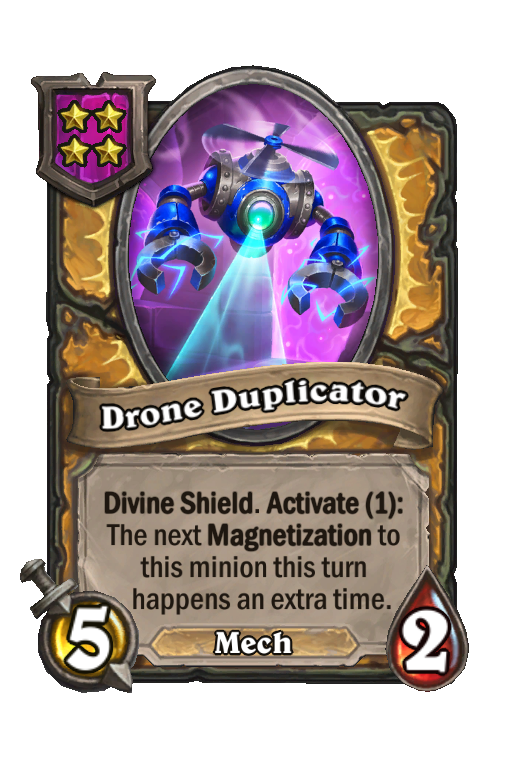 Drone Duplicator
Divine Shield. Activate (1):
The next Magnetization to
this minion this turn
happens an extra time.
5
Mech
2